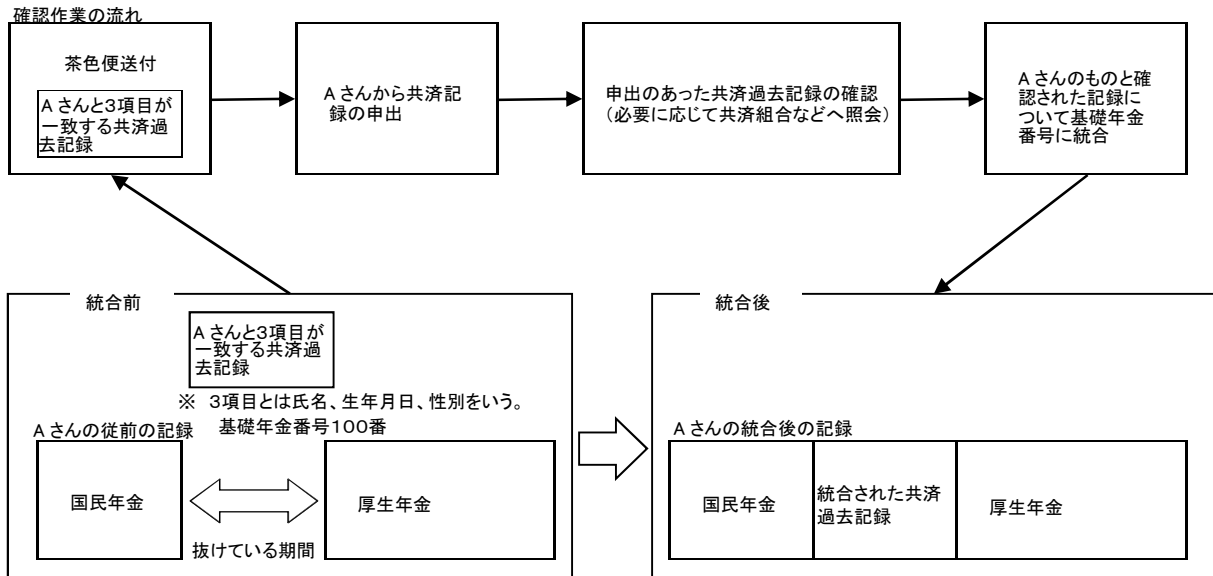 確認作業の流れ
茶色便送付
Aさんと3項目が
一致する共済過
去記録
Aさんから共済記
録の申出
申出のあった共済過去記録の確認
(必要に応じて共済組合などへ照会)
Aさんのものと確
認された記録に
ついて基礎年金
番号に統合
統合前
Aさんと3項目が
一致する共済過
去記録
※ 3項目とは氏名、生年月日、性別をいう。
基礎年金番号100番
Aさんの従前の記録
国民年金
抜けている期間
厚生年金
統合後
Aさんの統合後の記録
国民年金
統合された共済
過去記録
厚生年金